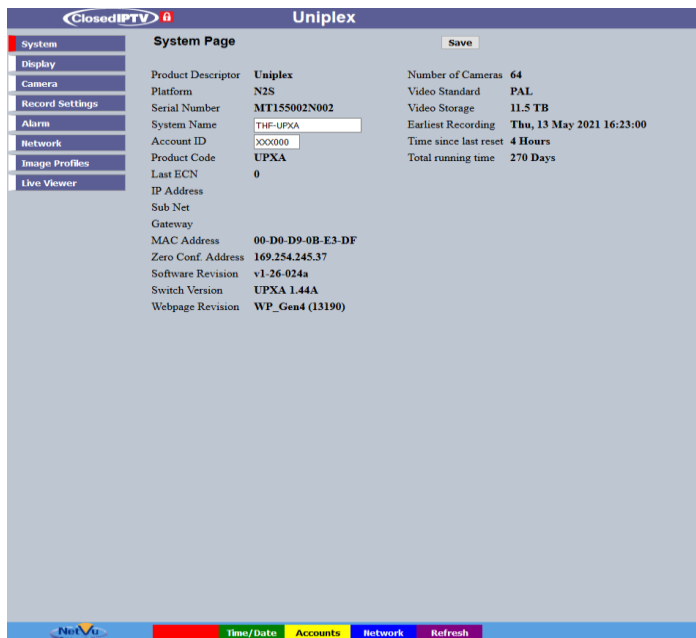 ClosedIPTV Uniplex
System
Display
Camera
Record Settings
Alarm
Network
Image Profiles
Live Viewer
System Page Save
Product Descriptor Uniplex
Platform N2S
Serial Number MT155002N002
System Name THF-UPXA
Account ID XXX000
Product Code UPXA
Last ECN 0
IP Address
Sub Net
Gateway
MAC Address 00-D0-D9-0B-E3-DF
Zero Conf. Address 169.254.245.37
Software Revision v1-26-024a
Switch Version UPXA 1.44A
Webpage Revision WP_Gen4 (13190)
Number of Cameras 64
Video Standard PAL
Video Storage 11.5 TB
Earliest Recording Thu, 13 May 2021 16:23:00
Time since last reset 4 Hours
Total running time 270 Days
NetVu Time/Date Accounts Network Refresh